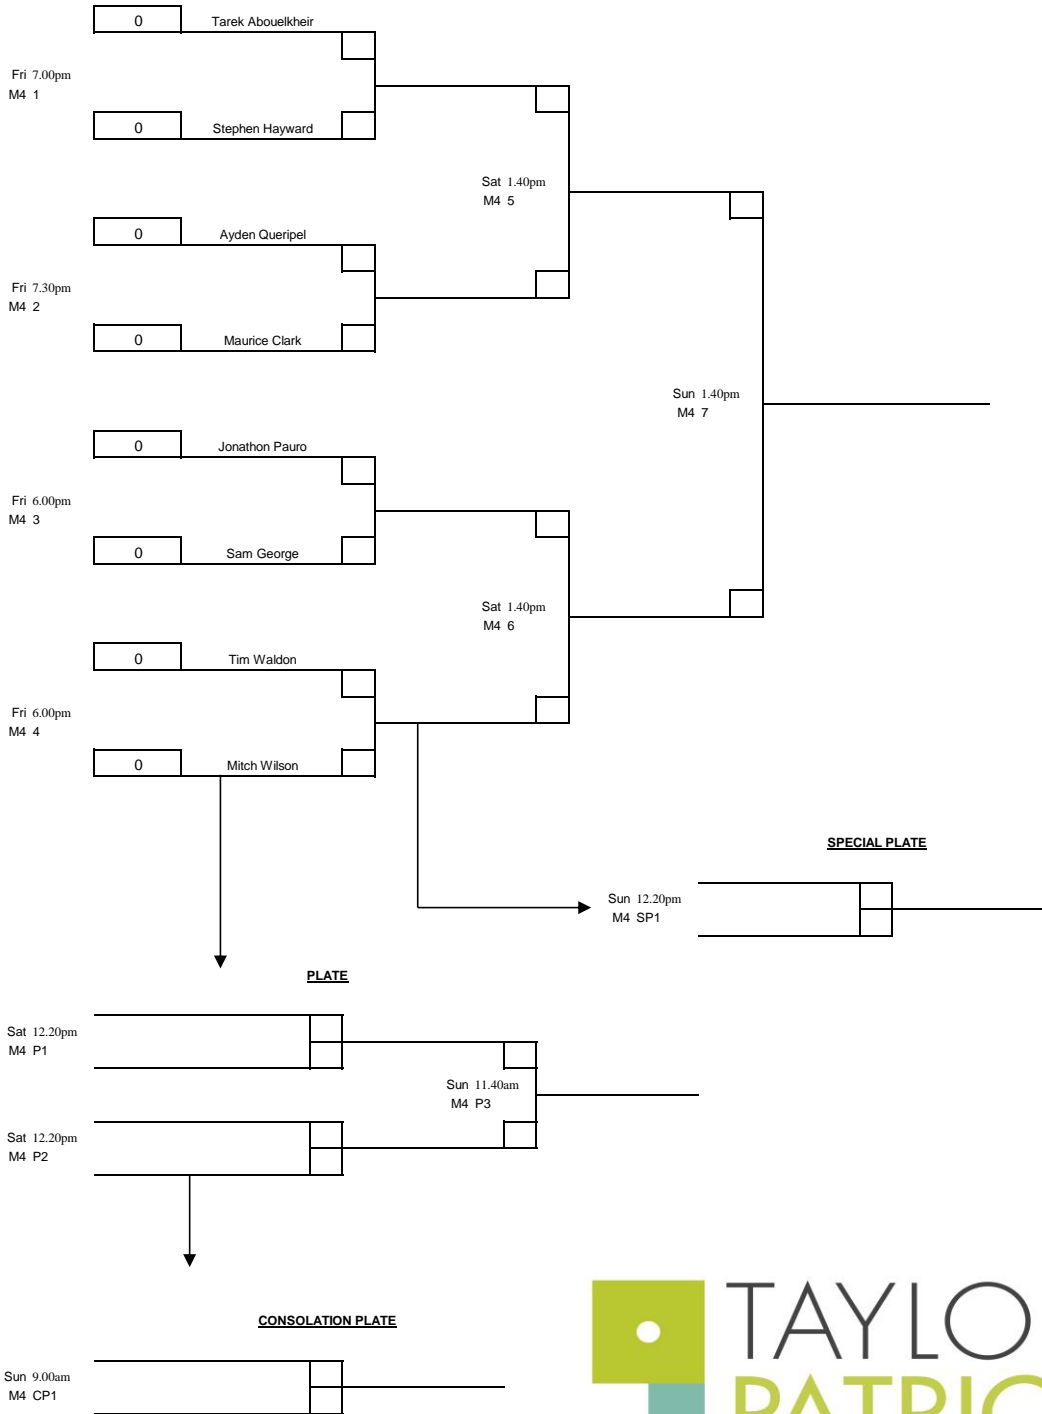 0 Tarek Abouelkheir
Fri 7.00pm
M4 1
0 Stephen Hayward
Sat 1.40pm
M4 5
0 Ayden Queripel
Fri 7.30pm
M4 2
0 Maurice Clark
Sun 1.40pm
M4 7
0 Jonathon Pauro
Fri 6.00pm
M4 3
0 Sam George
Sat 1.40pm
M4 6
0 Tim Waldon
Fri 6.00pm
M4 4
0 Mitch Wilson
SPECIAL PLATE
Sun 12.20pm
M4 SP1
PLATE
Sat 12.20pm
M4 P1
Sun 11.40am
M4 P3
Sat 12.20pm
M4 P2
CONSOLATION PLATE
Sun 9.00am
M4 CP1
TAYLO
PATRIC